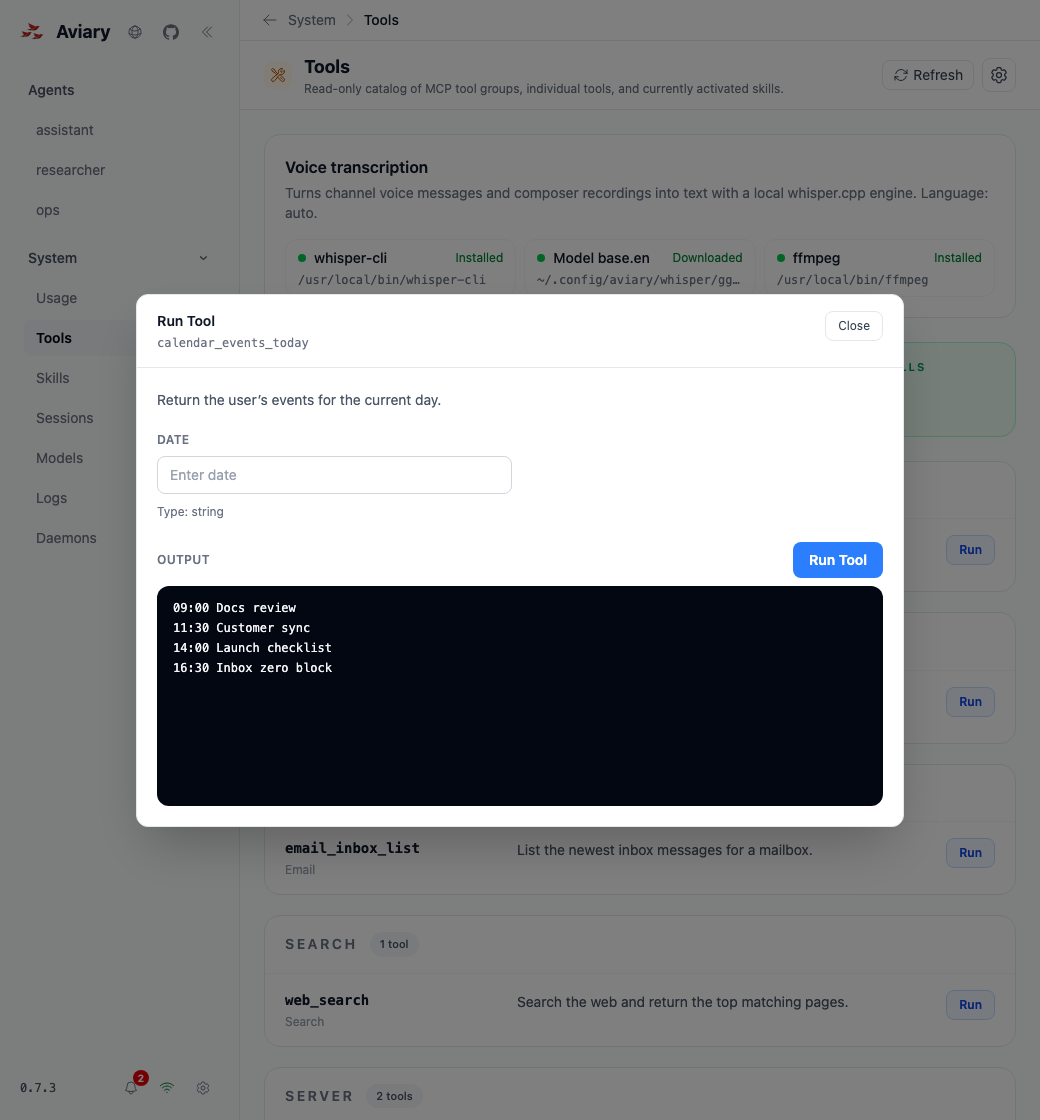 Aviary
Agents
assistant
researcher
ops
System
Usage
Tools
Skills
Sessions
Models
Logs
Daemons
0.7.3
2
System
Tools
Tools
Read-only catalog of MCP tool groups, individual tools, and currently activated skills.
Refresh
Voice transcription
Turns channel voice messages and composer recordings into text with a local whisper.cpp engine. Language:
auto.
whisper-cli Installed
/usr/local/bin/whisper-cli
Model base.en Downloaded
~/.config/aviary/whisper/gg…
ffmpeg Installed
/usr/local/bin/ffmpeg
Run Tool
calendar_events_today
Close
Return the user’s events for the current day.
DATE
Enter date
Type: string
OUTPUT
Run Tool
09:00 Docs review
11:30 Customer sync
14:00 Launch checklist
16:30 Inbox zero block
Run
Run
email_inbox_list
List the newest inbox messages for a mailbox.
Run
Email
SEARCH 1 tool
web_search
Search the web and return the top matching pages.
Run
Search
SERVER 2 tools